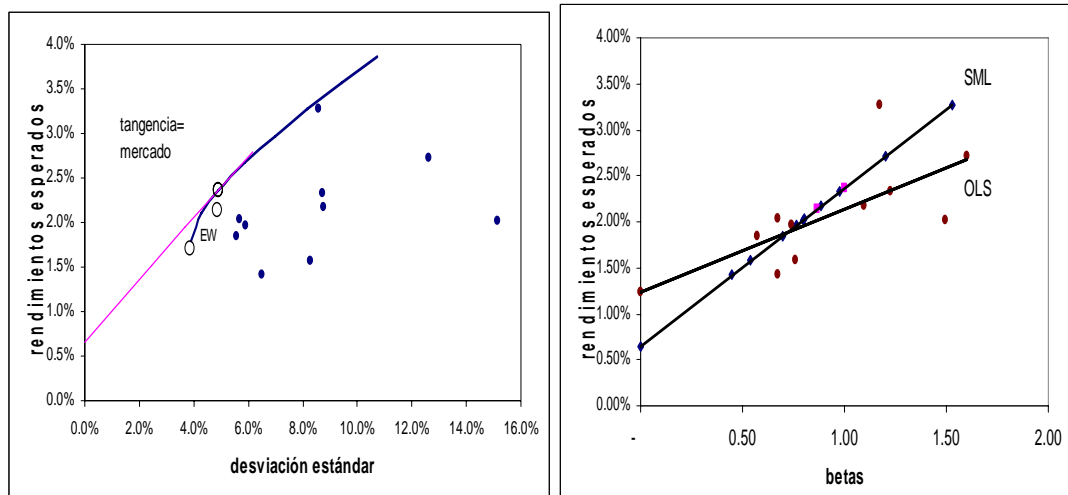 4.0%
3.5%
3.0%
2.5%
2.0%
1.5%
1.0%
0.5%
0.0%
rendimientos esperados
tangencia=
mercado
EW
0.0% 2.0% 4.0% 6.0% 8.0% 10.0% 12.0% 14.0% 16.0%
desviación estándar
4.00%
3.50%
3.00%
2.50%
2.00%
1.50%
1.00%
0.50%
0.00%
rendimientos esperados
SML
OLS
- 0.50 1.00 1.50 2.00
betas